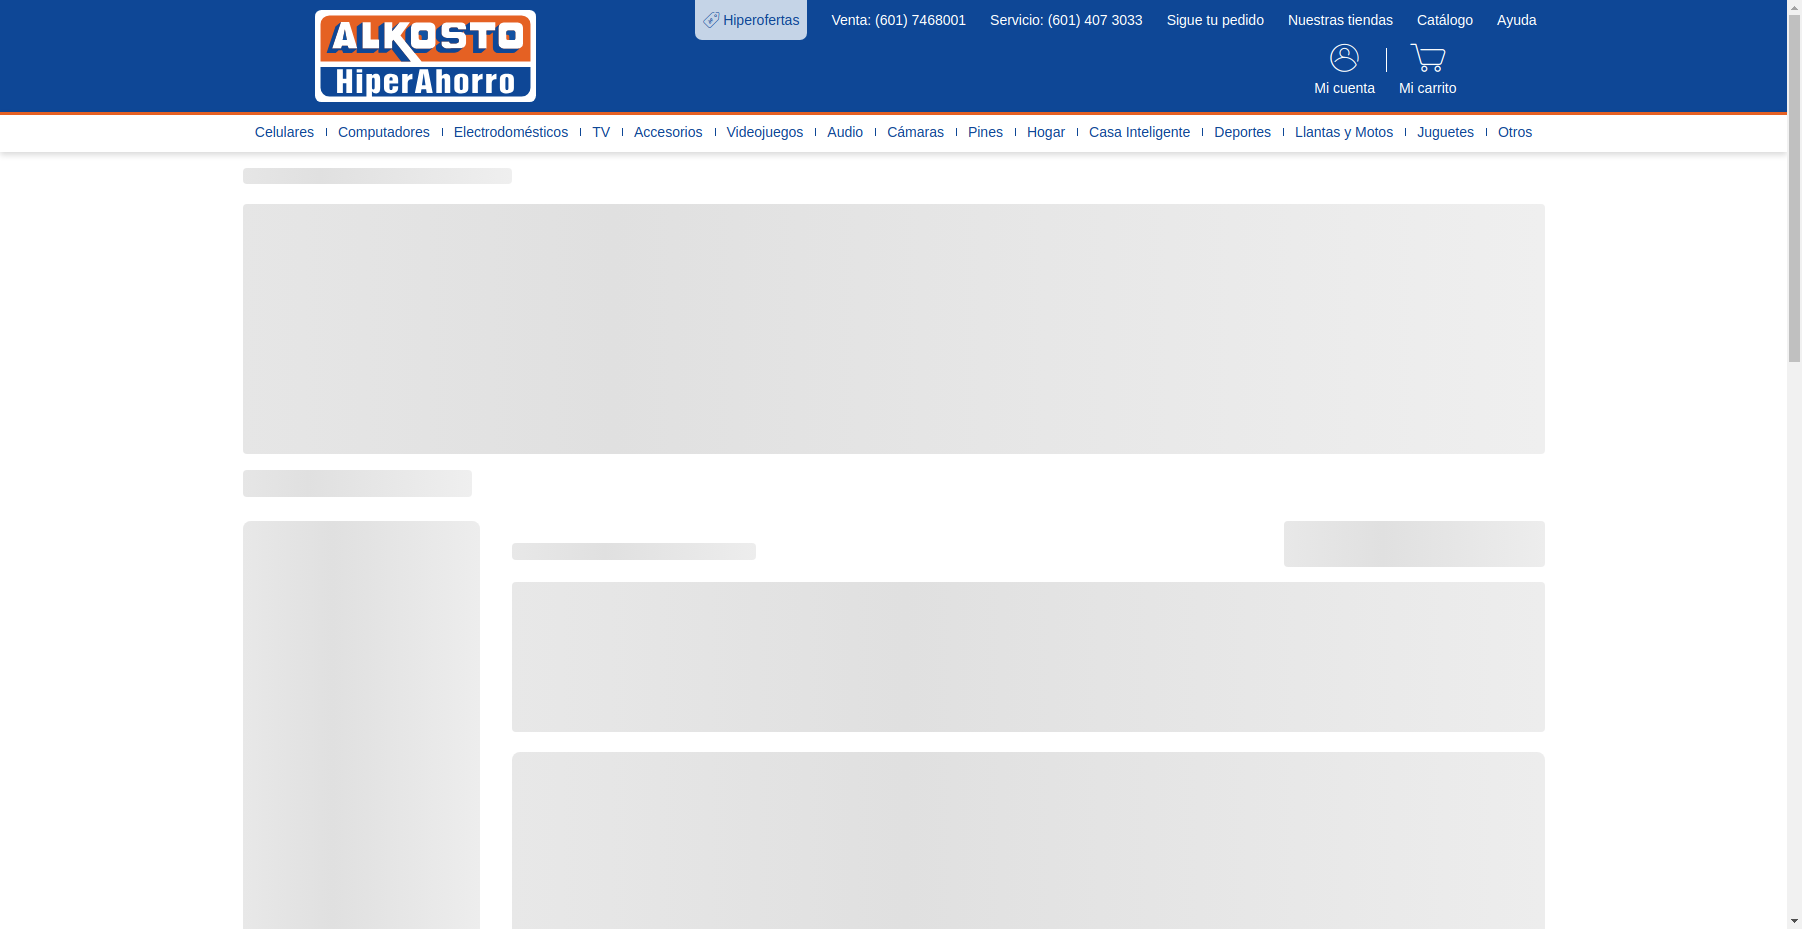 ALKOSTO
HiperAhorro
Hiperofertas Venta: (601) 7468001 Servicio: (601) 407 3033 Sigue tu pedido Nuestras tiendas Catálogo Ayuda
Mi cuenta Mi carrito
Celulares Computadores Electrodomésticos TV Accesorios Videojuegos Audio Cámaras Pines Hogar Casa Inteligente Deportes Llantas y Motos Juguetes Otros